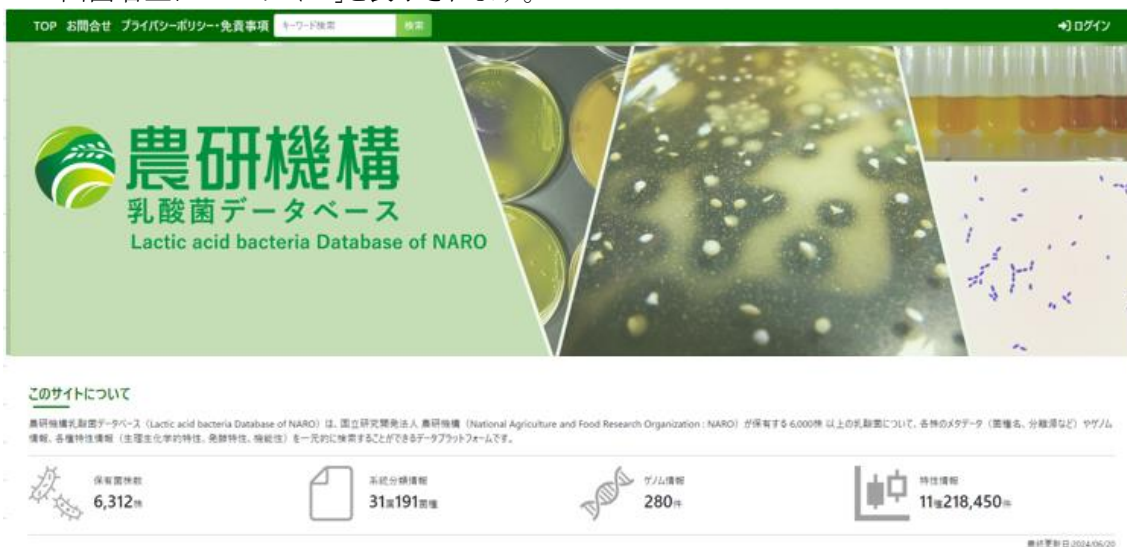 TOP お問合せ プライバシーポリシー・免責事項 キーワード検索 検索 ログイン
農研機構
乳酸菌データベース
Lactic acid bacteria Database of NARO
このサイトについて
農研機構乳酸菌データベース（Lactic acid bacteria Database of NARO）は、国立研究開発法人 農研機構（National Agriculture and Food Research Organization : NARO）が保有する 6,000株 以上の乳酸菌について、各株のメタデータ（菌種名、分離源など）やゲノム
情報、各種特性情報（生理生化学的特性、発酵特性、機能性）を一元的に検索することができるデータプラットフォームです。
保有菌株数 系統分類情報 ゲノム情報 特性情報
6,312株 31属191菌種 280件 11種218,450件
最終更新日:2024/06/20